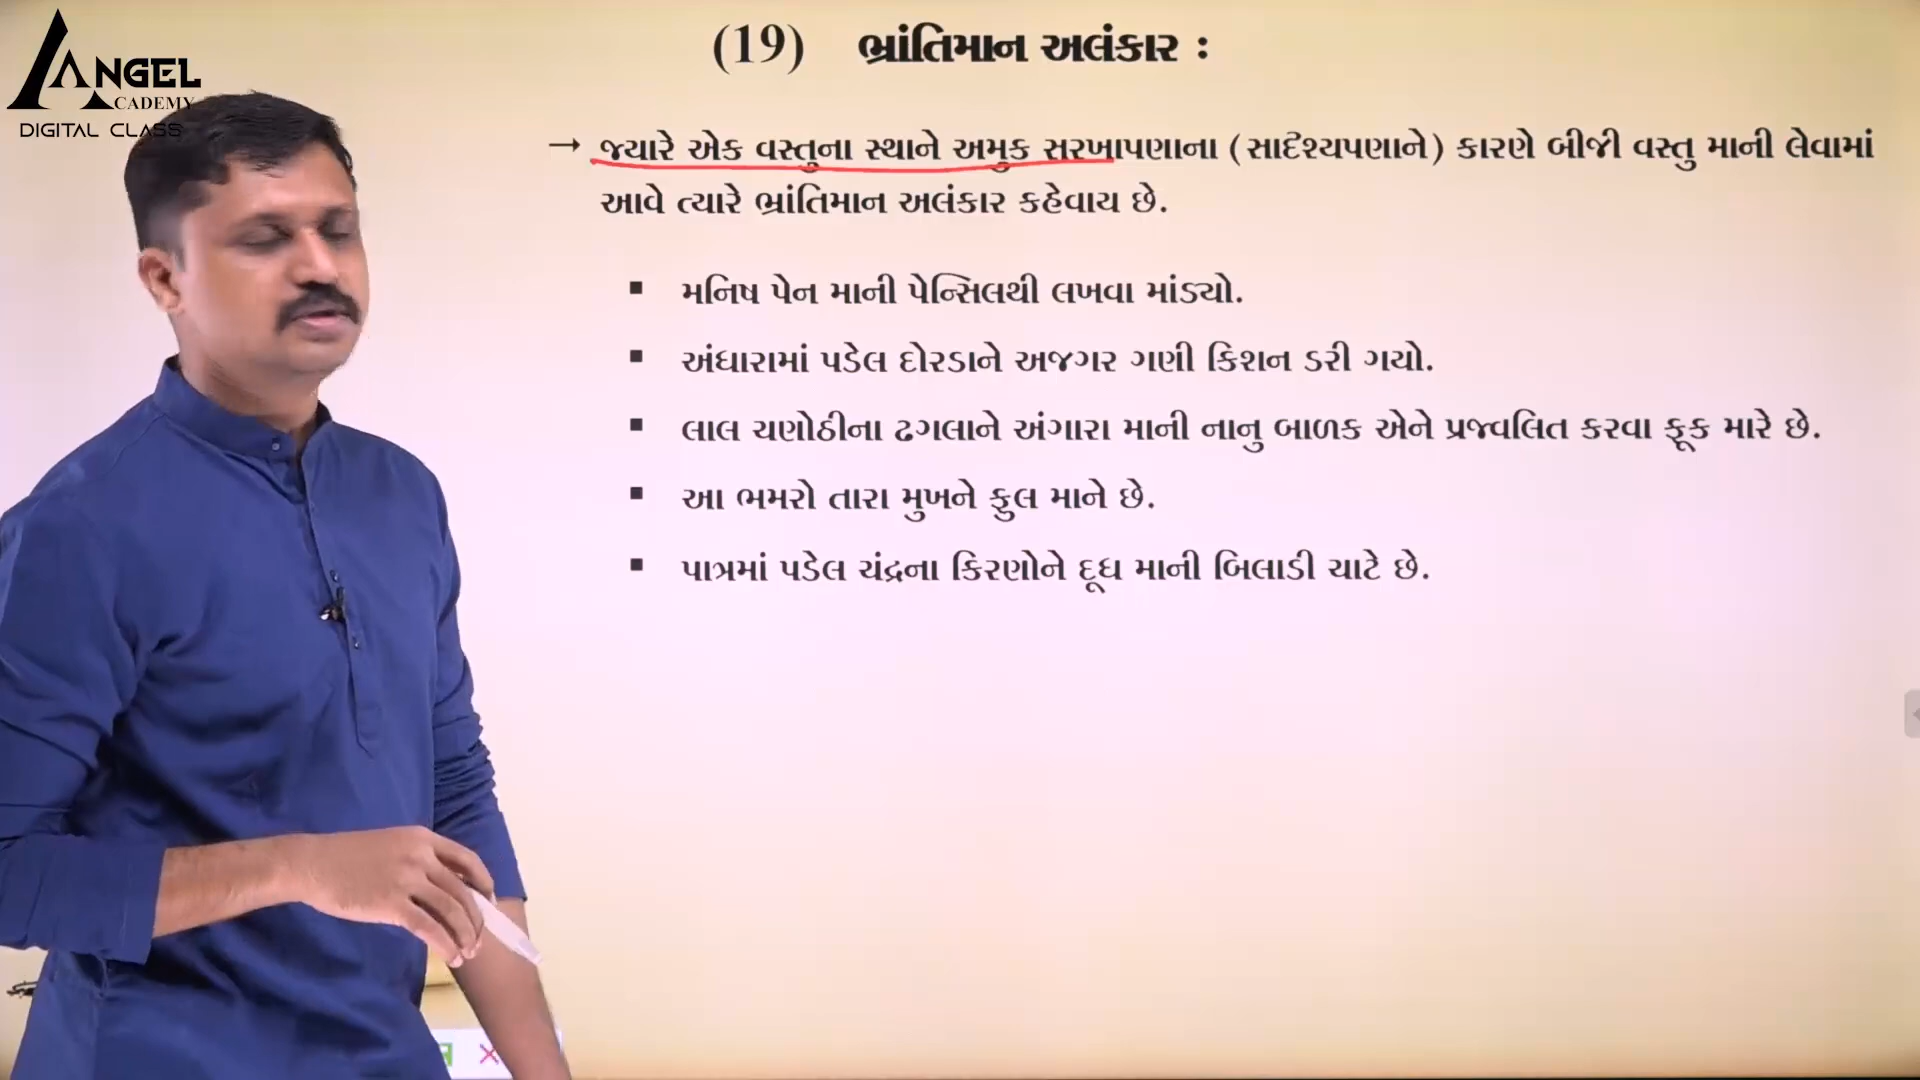 ANGEL
ACADEMY
DIGITAL CLASS
(19) ભ્રાંતિમાન અલંકાર :
→ જ્યારે એક વસ્તુના સ્થાને અમુક સરખાપણાના (સાદૃશ્યપણાને) કારણે બીજી વસ્તુ માની લેવામાં
આવે ત્યારે ભ્રાંતિમાન અલંકાર કહેવાય છે.
▪ મનિષ પેન માની પેન્સિલથી લખવા માંડ્યો.
▪ અંધારામાં પડેલ દોરડાને અજગર ગણી કિશન ડરી ગયો.
▪ લાલ ચણોઠીના ઢગલાને અંગારા માની નાનુ બાળક એને પ્રજ્વલિત કરવા ફૂક મારે છે.
▪ આ ભમરો તારા મુખને ફુલ માને છે.
▪ પાત્રમાં પડેલ ચંદ્રના કિરણોને દૂધ માની બિલાડી ચાટે છે.